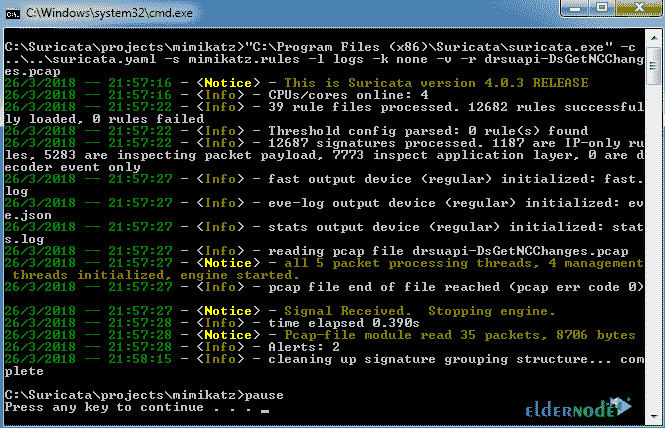 C:\Windows\system32\cmd.exe
C:\Suricata\projects\mimikatz>"C:\Program Files (x86)\Suricata\suricata.exe" -c
..\..\suricata.yaml -s mimikatz.rules -l logs -k none -v -r drsuapi-DsGetNCChang
es.pcap
26/3/2018 -- 21:57:16 - <Notice> - This is Suricata version 4.0.3 RELEASE
26/3/2018 -- 21:57:16 - <Info> - CPUs/cores online: 4
26/3/2018 -- 21:57:22 - <Info> - 39 rule files processed. 12682 rules successful
ly loaded, 0 rules failed
26/3/2018 -- 21:57:22 - <Info> - Threshold config parsed: 0 rule(s) found
26/3/2018 -- 21:57:22 - <Info> - 12687 signatures processed. 1187 are IP-only ru
les, 5283 are inspecting packet payload, 7773 inspect application layer, 0 are d
ecoder event only
26/3/2018 -- 21:57:27 - <Info> - fast output device (regular) initialized: fast.
log
26/3/2018 -- 21:57:27 - <Info> - eve-log output device (regular) initialized: ev
e.json
26/3/2018 -- 21:57:27 - <Info> - stats output device (regular) initialized: stat
s.log
26/3/2018 -- 21:57:27 - <Info> - reading pcap file drsuapi-DsGetNCChanges.pcap
26/3/2018 -- 21:57:27 - <Notice> - all 5 packet processing threads, 4 management
threads initialized, engine started.
26/3/2018 -- 21:57:27 - <Info> - pcap file end of file reached (pcap err code 0)
26/3/2018 -- 21:57:27 - <Notice> - Signal Received.  Stopping engine.
26/3/2018 -- 21:57:28 - <Info> - time elapsed 0.390s
26/3/2018 -- 21:57:28 - <Notice> - Pcap-file module read 35 packets, 8706 bytes
26/3/2018 -- 21:57:28 - <Info> - Alerts: 2
26/3/2018 -- 21:58:15 - <Info> - cleaning up signature grouping structure... com
plete
C:\Suricata\projects\mimikatz>pause
Press any key to continue . . . _
eldernode